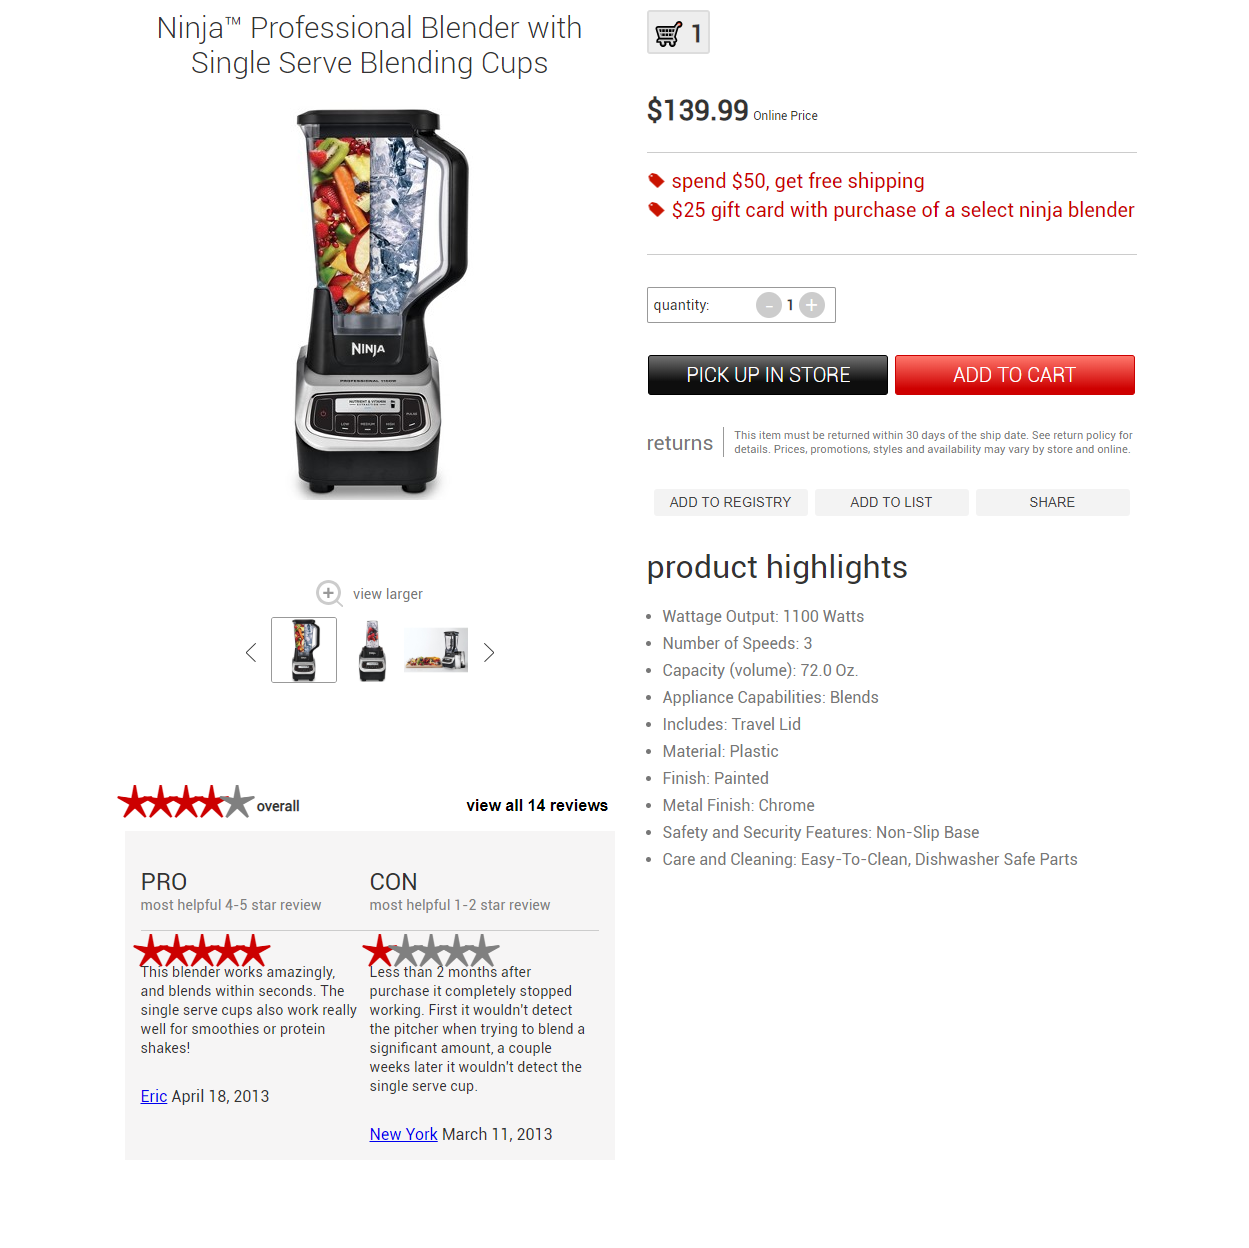 Ninja™ Professional Blender with
Single Serve Blending Cups
NINJA
PROFESSIONAL
NUTRIENT & VITAMIN
EXTRACTION
LOW
MEDIUM
HIGH
PULSE
view larger
overall
view all 14 reviews
PRO
most helpful 4-5 star review
This blender works amazingly,
and blends within seconds. The
single serve cups also work really
well for smoothies or protein
shakes!
Eric April 18, 2013
CON
most helpful 1-2 star review
Less than 2 months after
purchase it completely stopped
working. First it wouldn't detect
the pitcher when trying to blend a
significant amount, a couple
weeks later it wouldn't detect the
single serve cup.
New York March 11, 2013
1
$139.99 Online Price
spend $50, get free shipping
$25 gift card with purchase of a select ninja blender
quantity: - 1 +
PICK UP IN STORE
ADD TO CART
returns
This item must be returned within 30 days of the ship date. See return policy for
details. Prices, promotions, styles and availability may vary by store and online.
ADD TO REGISTRY
ADD TO LIST
SHARE
product highlights
• Wattage Output: 1100 Watts
• Number of Speeds: 3
• Capacity (volume): 72.0 Oz.
• Appliance Capabilities: Blends
• Includes: Travel Lid
• Material: Plastic
• Finish: Painted
• Metal Finish: Chrome
• Safety and Security Features: Non-Slip Base
• Care and Cleaning: Easy-To-Clean, Dishwasher Safe Parts